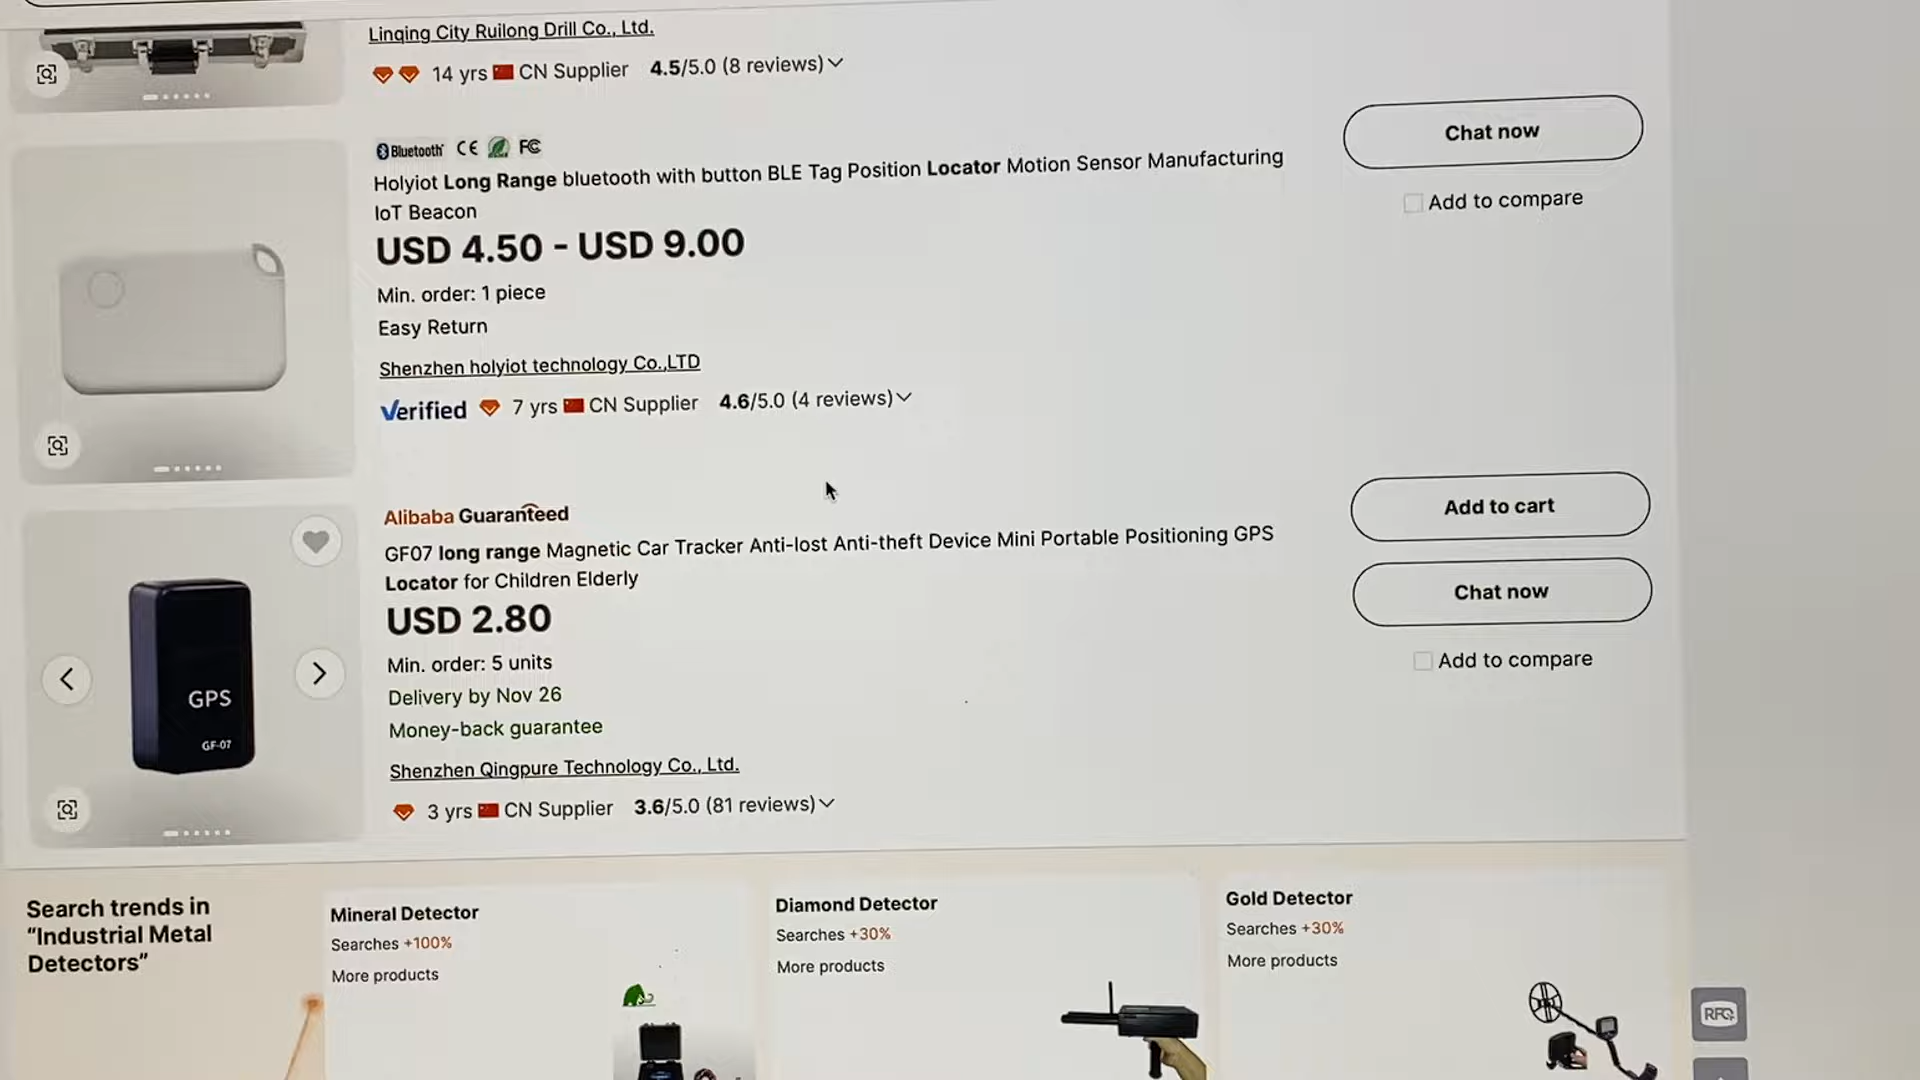 Linqing City Ruilong Drill Co., Ltd.
14 yrs CN Supplier 4.5/5.0 (8 reviews)
Bluetooth CE FC
Holyiot Long Range bluetooth with button BLE Tag Position Locator Motion Sensor Manufacturing
IoT Beacon
USD 4.50 - USD 9.00
Min. order: 1 piece
Easy Return
Shenzhen holyiot technology Co.,LTD
Verified 7 yrs CN Supplier 4.6/5.0 (4 reviews)
Chat now
Add to compare
GPS
GF-07
Alibaba Guaranteed
GF07 long range Magnetic Car Tracker Anti-lost Anti-theft Device Mini Portable Positioning GPS
Locator for Children Elderly
USD 2.80
Min. order: 5 units
Delivery by Nov 26
Money-back guarantee
Shenzhen Qingpure Technology Co., Ltd.
3 yrs CN Supplier 3.6/5.0 (81 reviews)
Add to cart
Chat now
Add to compare
Search trends in
“Industrial Metal
Detectors”
Mineral Detector
Searches +100%
More products
Diamond Detector
Searches +30%
More products
Gold Detector
Searches +30%
More products
RFQ